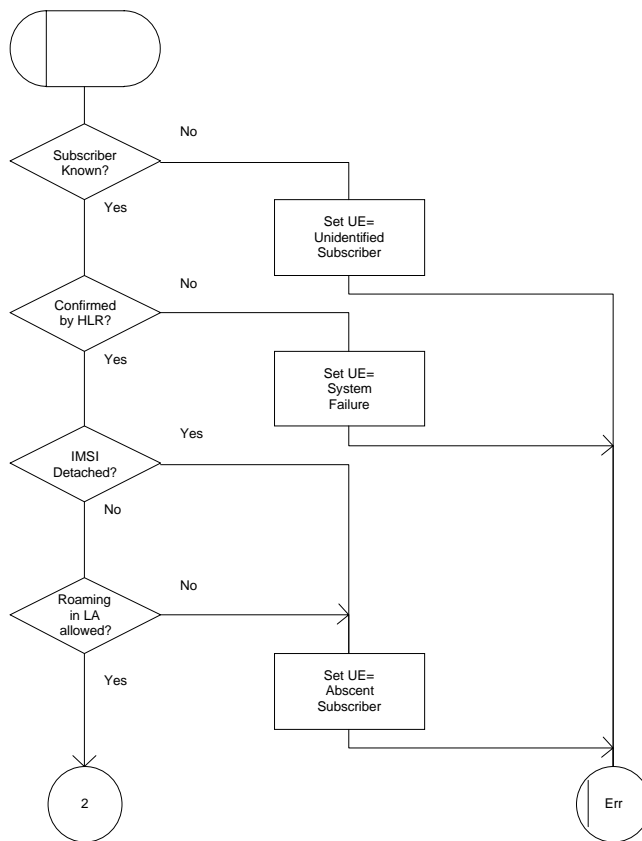 No
Subscriber
Known?
Yes
Set UE=
Unidentified
Subscriber
No
Confirmed
by HLR?
Yes
Set UE=
System
Failure
Yes
IMSI
Detached?
No
No
Roaming
in LA
allowed?
Yes
Set UE=
Abscent
Subscriber
2
Err